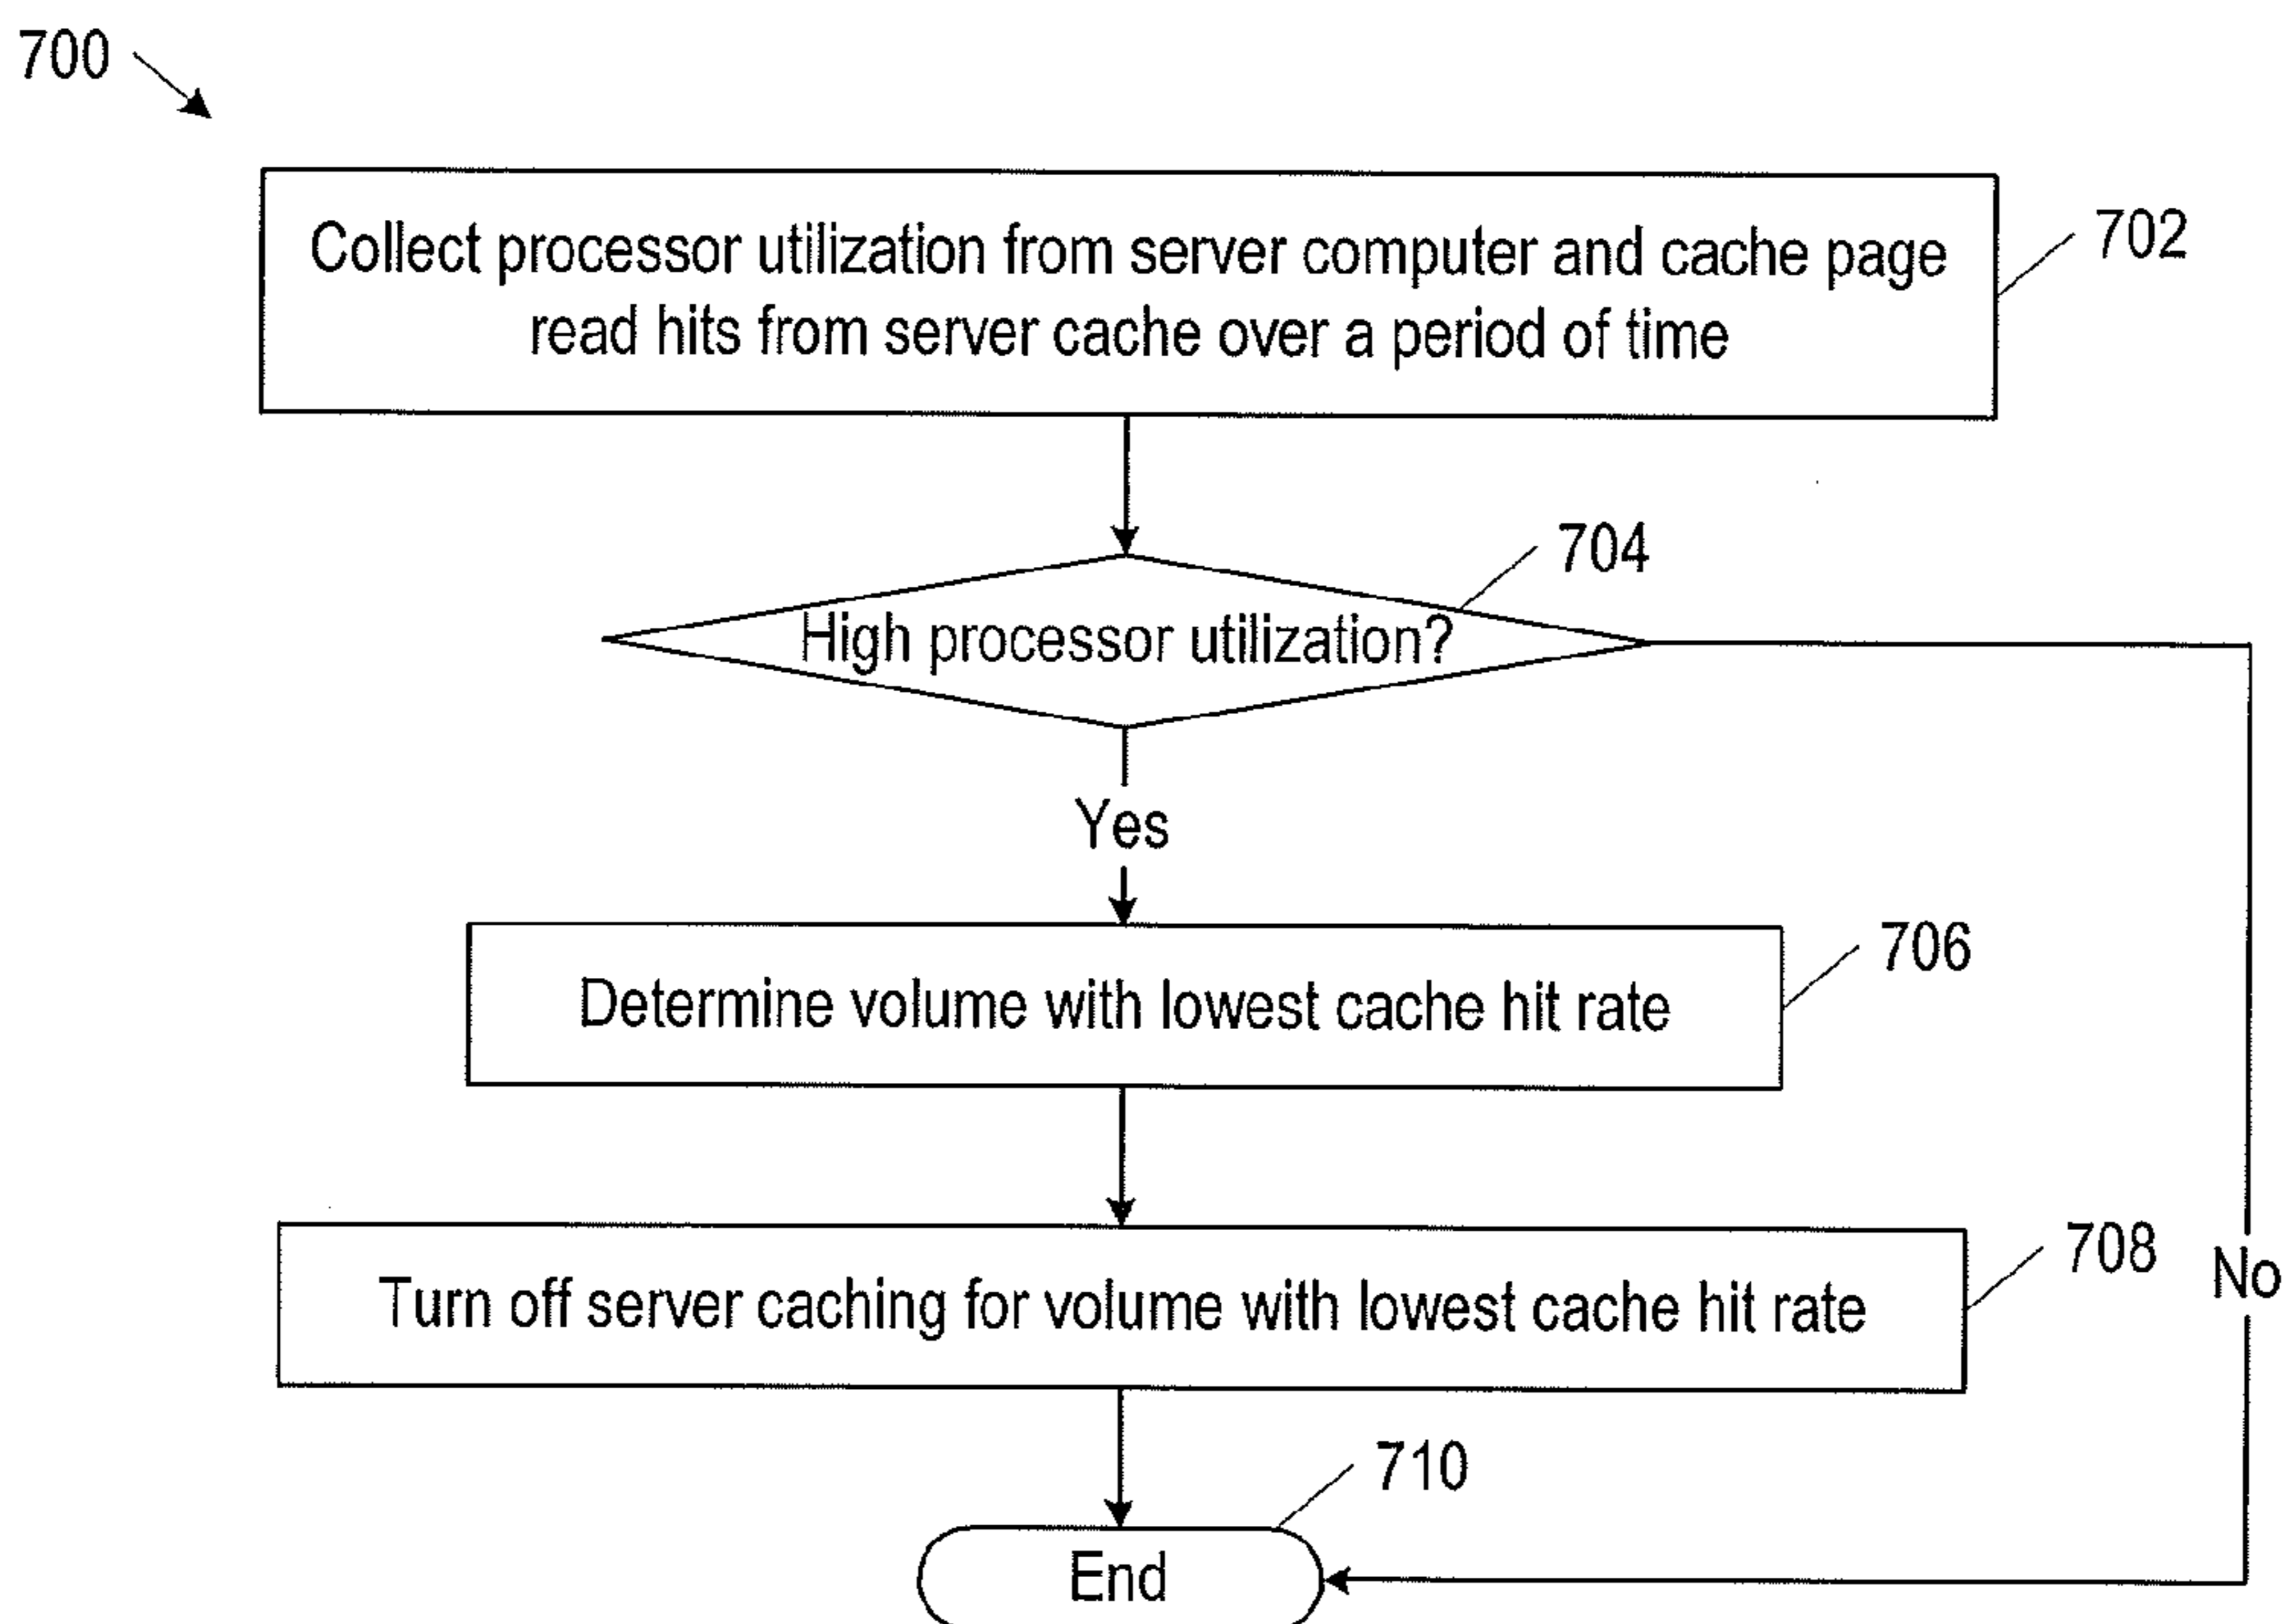 700
Collect processor utilization from server computer and cache page
read hits from server cache over a period of time
702
High processor utilization?
704
Yes
Determine volume with lowest cache hit rate
706
Turn off server caching for volume with lowest cache hit rate
708
No
End
710